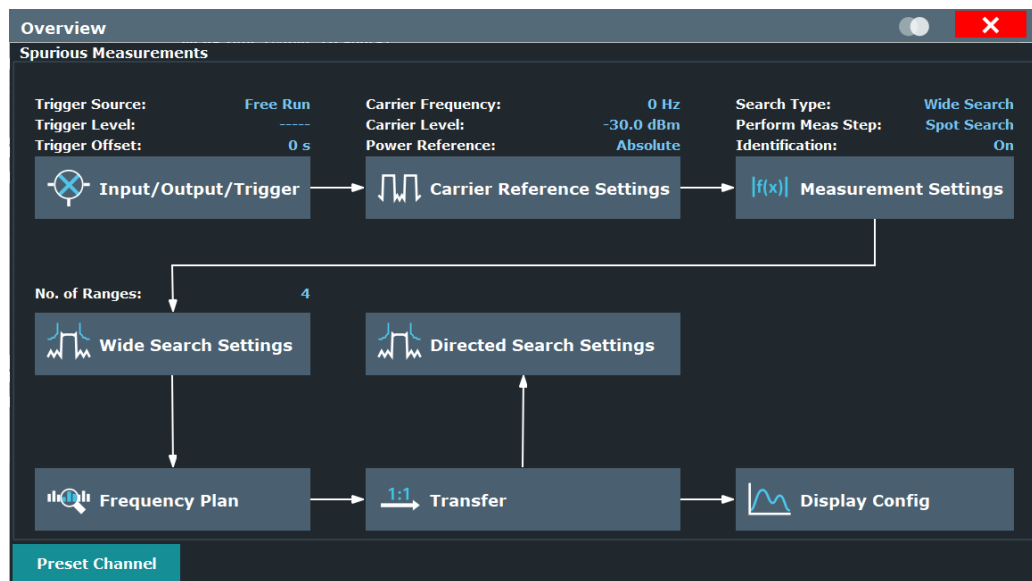 Overview
Spurious Measurements
Trigger Source: Free Run
Trigger Level: -----
Trigger Offset: 0 s
Carrier Frequency: 0 Hz
Carrier Level: -30.0 dBm
Power Reference: Absolute
Search Type: Wide Search
Perform Meas Step: Spot Search
Identification: On
Input/Output/Trigger
Carrier Reference Settings
|f(x)| Measurement Settings
No. of Ranges: 4
Wide Search Settings
Directed Search Settings
Frequency Plan
1:1 Transfer
Display Config
Preset Channel